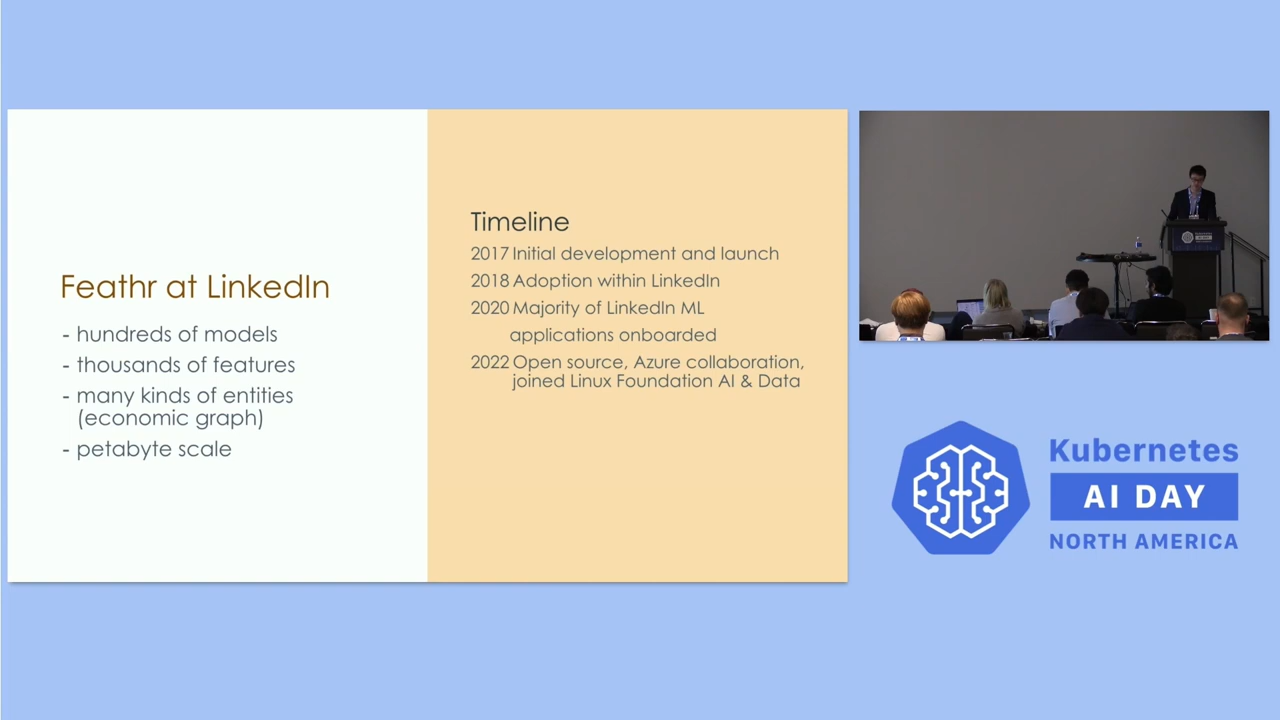 Feathr at LinkedIn
- hundreds of models
- thousands of features
- many kinds of entities
(economic graph)
- petabyte scale
Timeline
2017 Initial development and launch
2018 Adoption within LinkedIn
2020 Majority of LinkedIn ML
applications onboarded
2022 Open source, Azure collaboration,
joined Linux Foundation AI & Data
Kubernetes
AI DAY
NORTH AMERICA